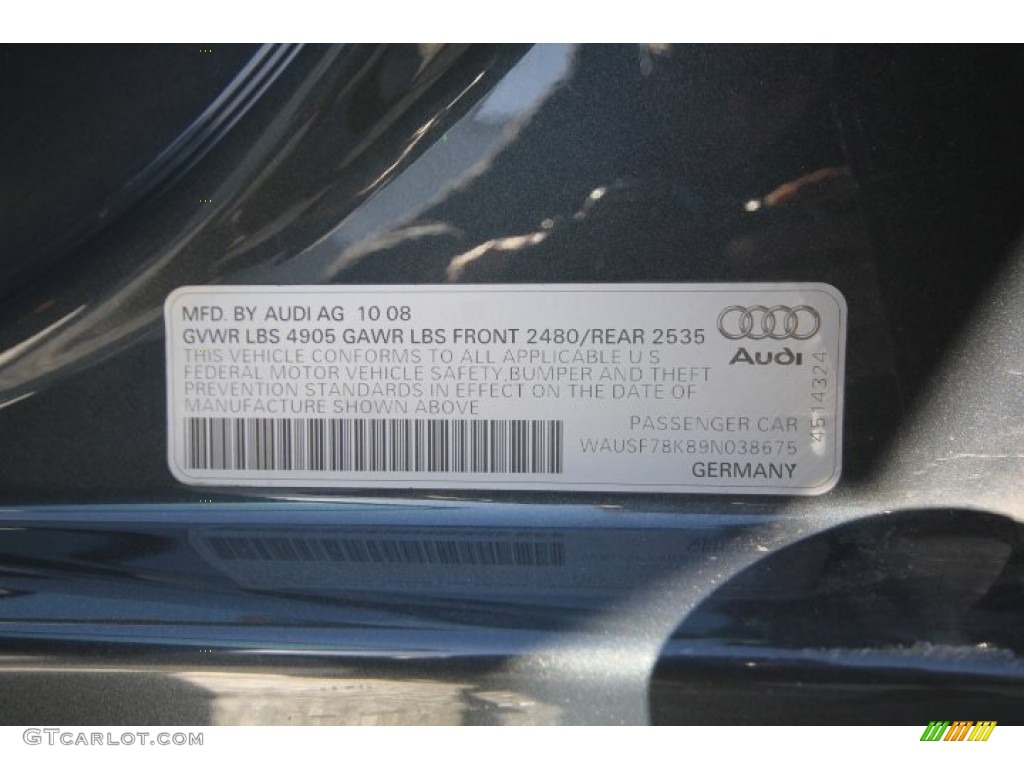 MFD. BY AUDI AG 10 08
GVWR LBS 4905 GAWR LBS FRONT 2480/REAR 2535
THIS VEHICLE CONFORMS TO ALL APPLICABLE U S
FEDERAL MOTOR VEHICLE SAFETY,BUMPER AND THEFT
PREVENTION STANDARDS IN EFFECT ON THE DATE OF
MANUFACTURE SHOWN ABOVE
Audi
4514324
PASSENGER CAR
WAUSF78K89N038675
GERMANY
GTCarLot.com